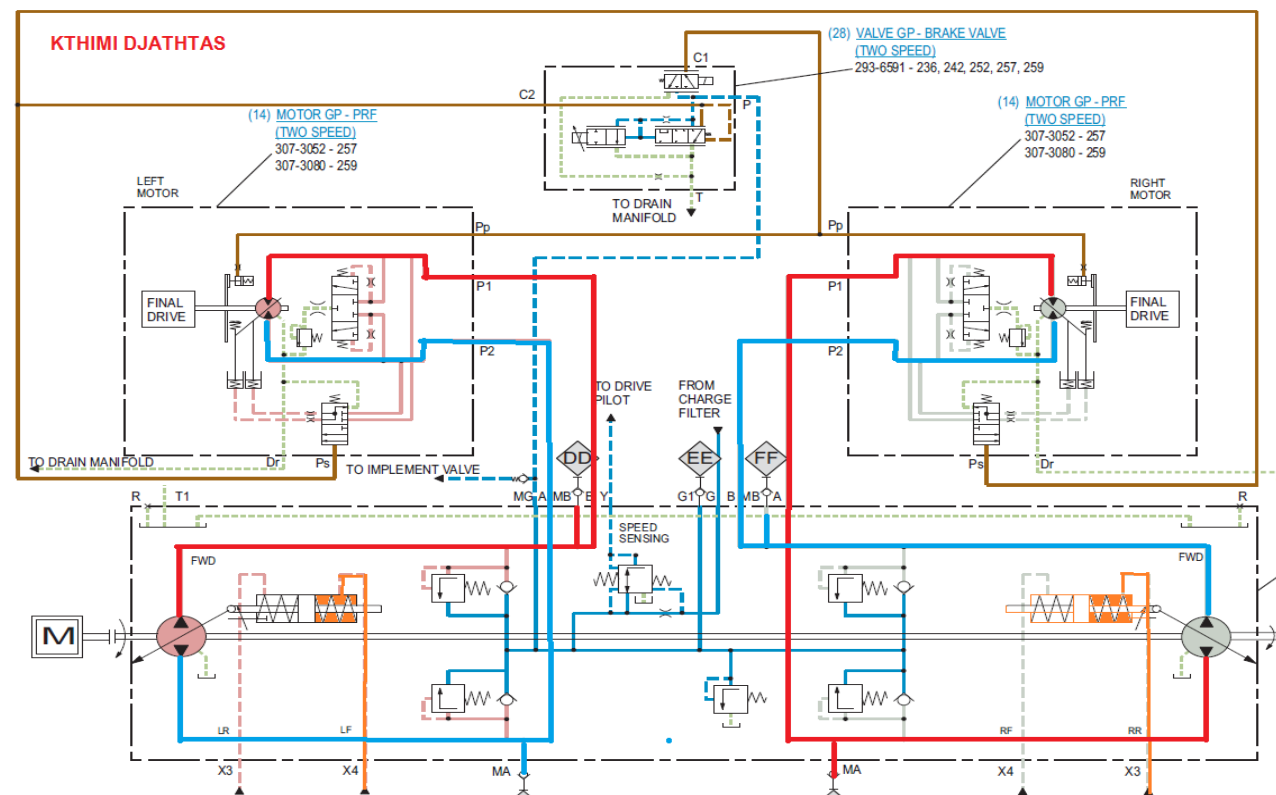 KTHIMI DJATHTAS
(28) VALVE GP - BRAKE VALVE
(TWO SPEED)
293-6591 - 236, 242, 252, 257, 259
C1
C2
P
T
TO DRAIN
MANIFOLD
(14) MOTOR GP - PRF
(TWO SPEED)
307-3052 - 257
307-3080 - 259
(14) MOTOR GP - PRF
(TWO SPEED)
307-3052 - 257
307-3080 - 259
LEFT
MOTOR
RIGHT
MOTOR
Pp
Pp
P1
P1
FINAL
DRIVE
FINAL
DRIVE
P2
P2
TO DRIVE
PILOT
FROM
CHARGE
FILTER
TO DRAIN MANIFOLD
Dr
Ps
TO IMPLEMENT VALVE
DD
EE
FF
Ps
Dr
R
T1
MG
A
MB
B
Y
G1
G
B
MB
A
R
SPEED
SENSING
FWD
FWD
M
LR
LF
RF
RR
X3
X4
MA
MA
X4
X3